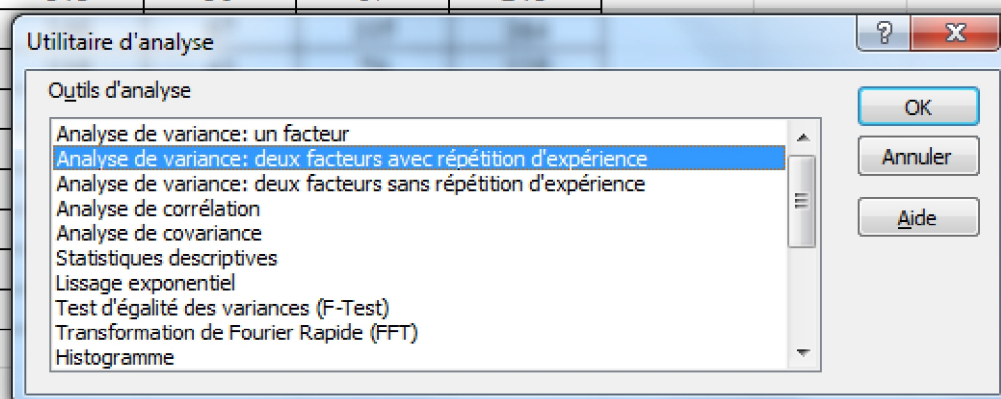 Utilitaire d'analyse
Outils d'analyse
Analyse de variance: un facteur
Analyse de variance: deux facteurs avec répétition d'expérience
Analyse de variance: deux facteurs sans répétition d'expérience
Analyse de corrélation
Analyse de covariance
Statistiques descriptives
Lissage exponentiel
Test d'égalité des variances (F-Test)
Transformation de Fourier Rapide (FFT)
Histogramme
OK
Annuler
Aide